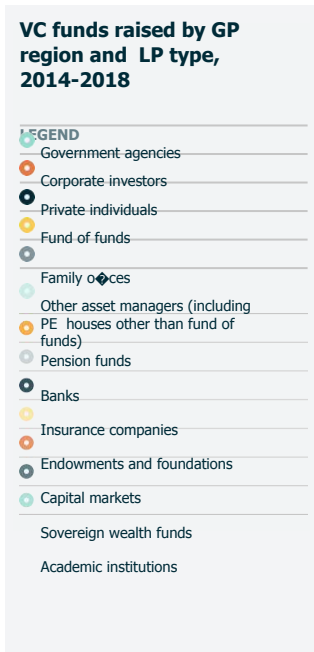 VC funds raised by GP
region and LP type,
2014-2018
LEGEND
Government agencies
Corporate investors
Private individuals
Fund of funds
Family o�ces
Other asset managers (including
PE houses other than fund of
funds)
Pension funds
Banks
Insurance companies
Endowments and foundations
Capital markets
Sovereign wealth funds
Academic institutions